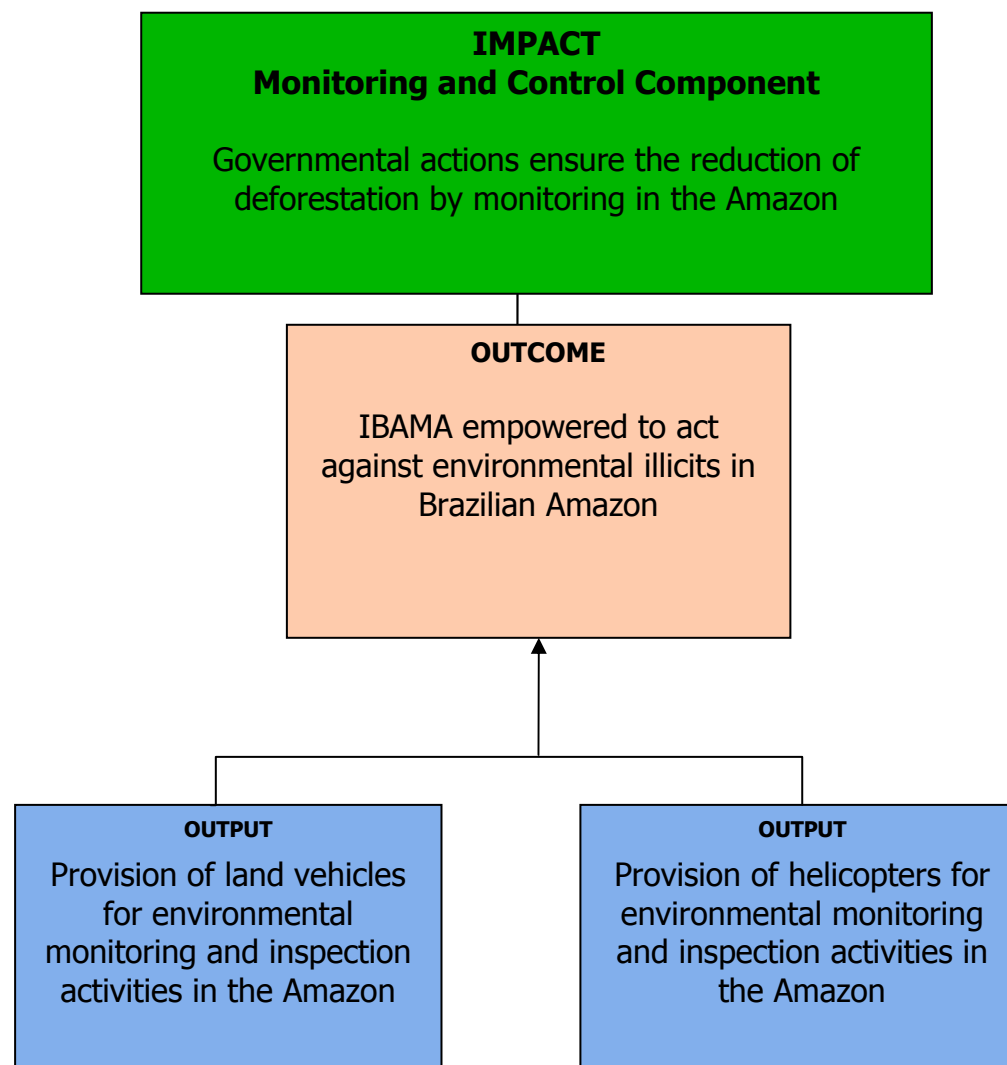 IMPACT
Monitoring and Control Component
Governmental actions ensure the reduction of
deforestation by monitoring in the Amazon
OUTCOME
IBAMA empowered to act
against environmental illicits in
Brazilian Amazon
OUTPUT
Provision of land vehicles
for environmental
monitoring and inspection
activities in the Amazon
OUTPUT
Provision of helicopters for
environmental monitoring
and inspection activities in
the Amazon